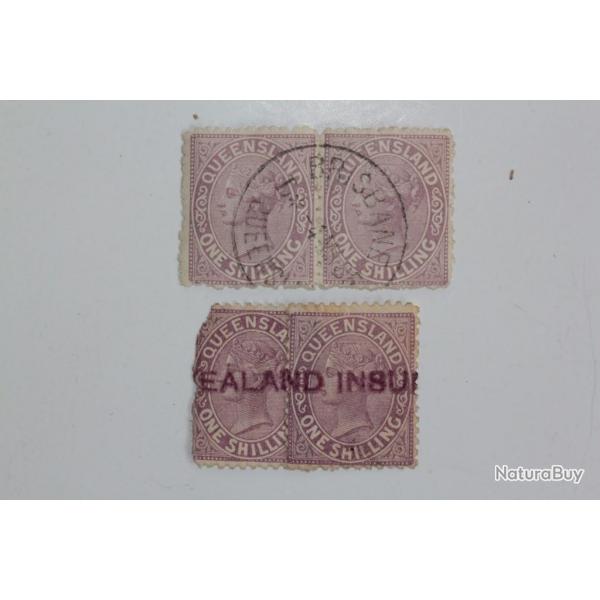 QUEENSLAND QUEENSLAND
BRISBANE
ONE SHILLING ONE SHILLING
QUEENSLAND QUEENSLAND
EALAND INSU
ONE SHILLING ONE SHILLING
NaturaBuy